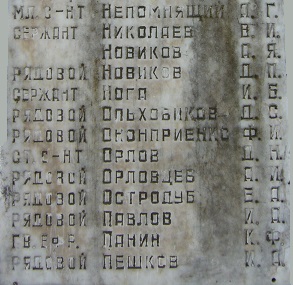 МЛ. С-НТ НЕПОМНЯЩИЙ А. Г.
СЕРЖАНТ НИКОЛАЕВ В. И.
НОВИКОВ А. Я.
РЯДОВОЙ НОВИКОВ Д. П.
СЕРЖАНТ НОГА И. Б.
РЯДОВОЙ ОЛЬХОВИКОВ Д. С.
РЯДОВОЙ ОКОНПРИЕНКО Ф. И.
СТ. С-НТ ОРЛОВ Д. Н.
РЯДОВОЙ ОРЛОВЦЕВ А. И.
РЯДОВОЙ ОСТРОДУБ Е. А.
РЯДОВОЙ ПАВЛОВ И. А.
ГВ. ЕФР. ПАНИН К. Ф.
РЯДОВОЙ ПЕШКОВ И. А.